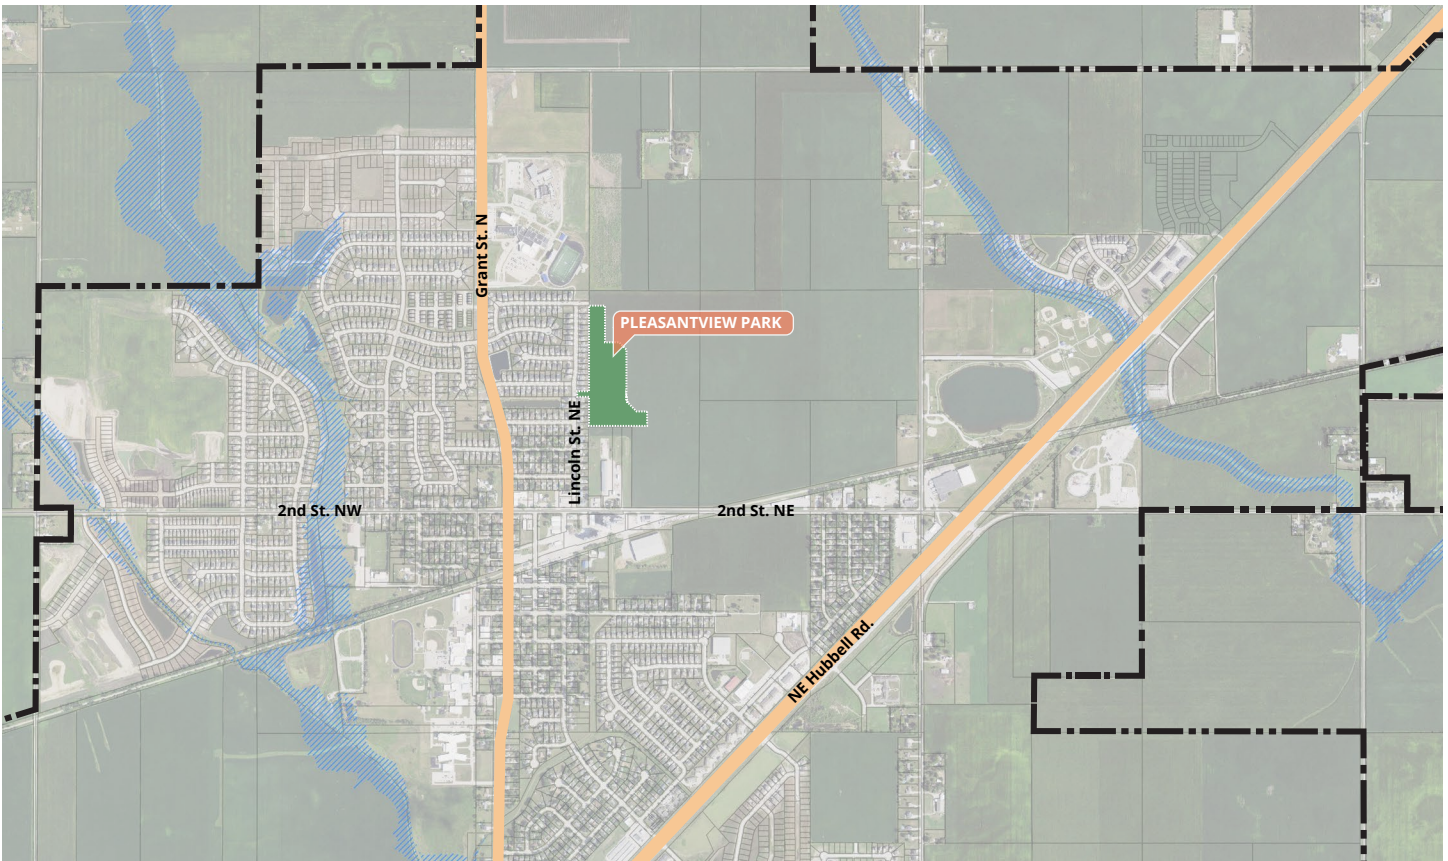 Grant St. N
PLEASANTVIEW PARK
Lincoln St. NE
2nd St. NW
2nd St. NE
NE Hubbell Rd.